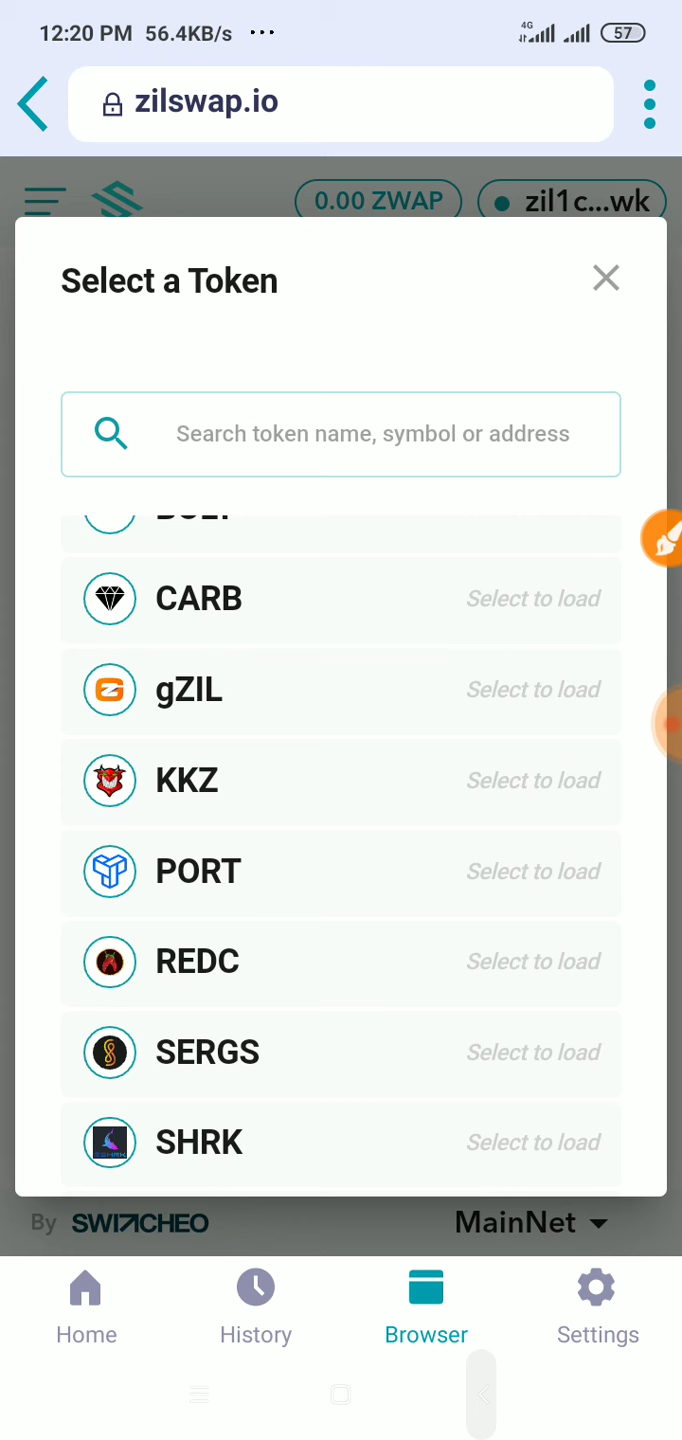 12:20 PM 56.4KB/s ... 4G 57
zilswap.io
0.00 ZWAP zil1c...wk
Select a Token
Search token name, symbol or address
CARB Select to load
gZIL Select to load
KKZ Select to load
PORT Select to load
REDC Select to load
SERGS Select to load
SHRK Select to load
By SWITCHEO MainNet
Home History Browser Settings